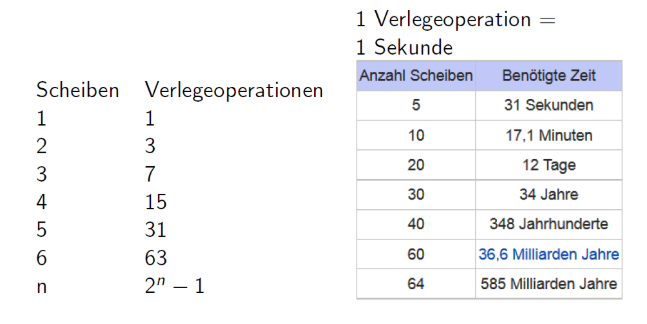 Scheiben Verlegeoperationen
1 1
2 3
3 7
4 15
5 31
6 63
n 2ⁿ − 1
1 Verlegeoperation =
1 Sekunde
Anzahl Scheiben Benötigte Zeit
5 31 Sekunden
10 17,1 Minuten
20 12 Tage
30 34 Jahre
40 348 Jahrhunderte
60 36,6 Milliarden Jahre
64 585 Milliarden Jahre